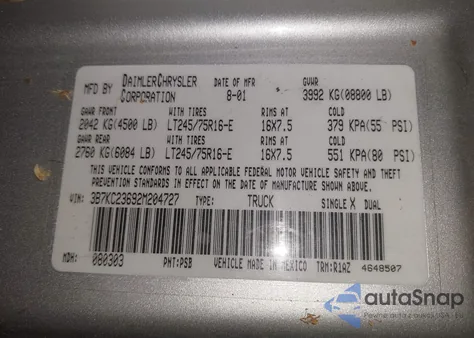 MFD BY DAIMLERCHRYSLER CORPORATION DATE OF MFR 8-01 GVWR 3992 KG(08800 LB)
GAWR FRONT WITH TIRES RIMS AT COLD
2042 KG(4500 LB) LT245/75R16-E 16X7.5 379 KPA(55 PSI)
GAWR REAR WITH TIRES RIMS AT COLD
2760 KG(6084 LB) LT245/75R16-E 16X7.5 551 KPA(80 PSI)
THIS VEHICLE CONFORMS TO ALL APPLICABLE FEDERAL MOTOR VEHICLE SAFETY AND THEFT
PREVENTION STANDARDS IN EFFECT ON THE DATE OF MANUFACTURE SHOWN ABOVE.
VIN: 3B7KC23692M204727 TYPE: TRUCK SINGLE X DUAL
MDH: 080303 PNT:PSB VEHICLE MADE IN MEXICO TRM:R1AZ 4648507
autaSnap